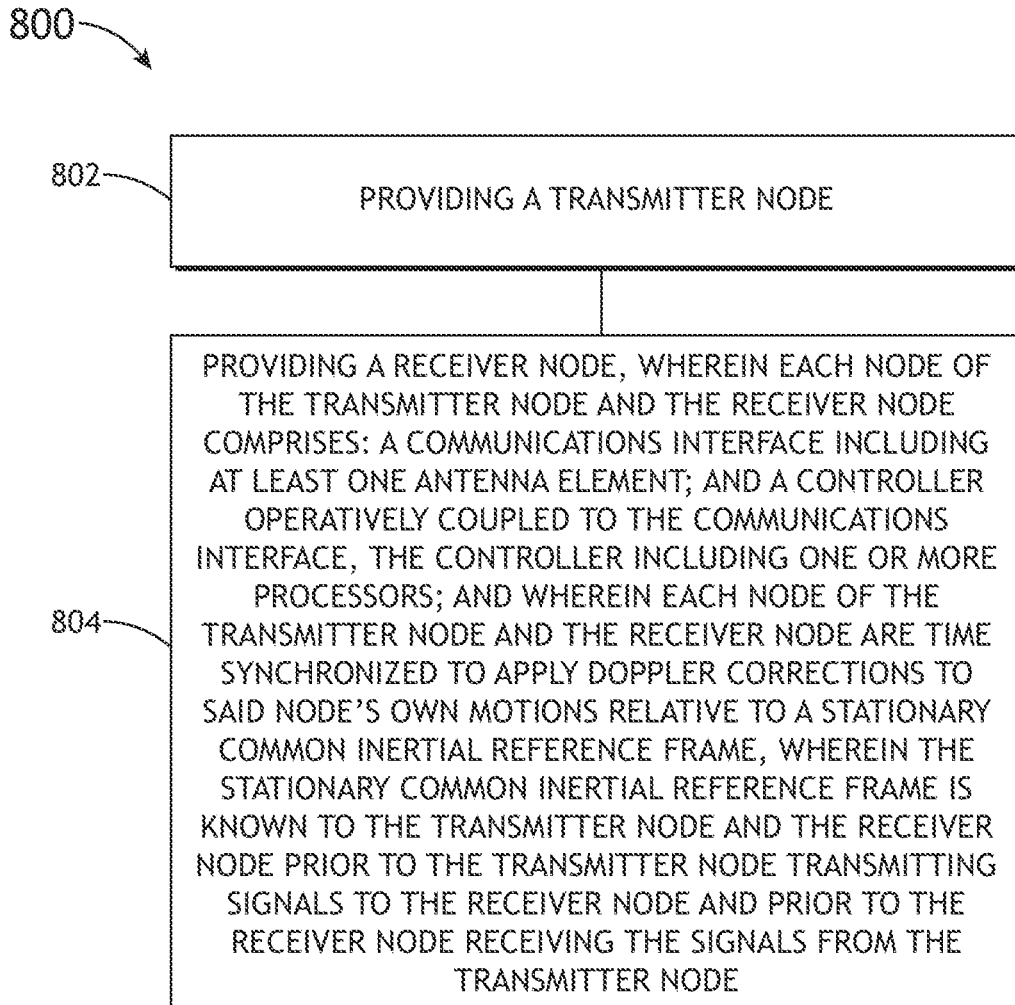 800
802
PROVIDING A TRANSMITTER NODE
804
PROVIDING A RECEIVER NODE, WHEREIN EACH NODE OF
THE TRANSMITTER NODE AND THE RECEIVER NODE
COMPRISES: A COMMUNICATIONS INTERFACE INCLUDING
AT LEAST ONE ANTENNA ELEMENT; AND A CONTROLLER
OPERATIVELY COUPLED TO THE COMMUNICATIONS
INTERFACE, THE CONTROLLER INCLUDING ONE OR MORE
PROCESSORS; AND WHEREIN EACH NODE OF THE
TRANSMITTER NODE AND THE RECEIVER NODE ARE TIME
SYNCHRONIZED TO APPLY DOPPLER CORRECTIONS TO
SAID NODE'S OWN MOTIONS RELATIVE TO A STATIONARY
COMMON INERTIAL REFERENCE FRAME, WHEREIN THE
STATIONARY COMMON INERTIAL REFERENCE FRAME IS
KNOWN TO THE TRANSMITTER NODE AND THE RECEIVER
NODE PRIOR TO THE TRANSMITTER NODE TRANSMITTING
SIGNALS TO THE RECEIVER NODE AND PRIOR TO THE
RECEIVER NODE RECEIVING THE SIGNALS FROM THE
TRANSMITTER NODE